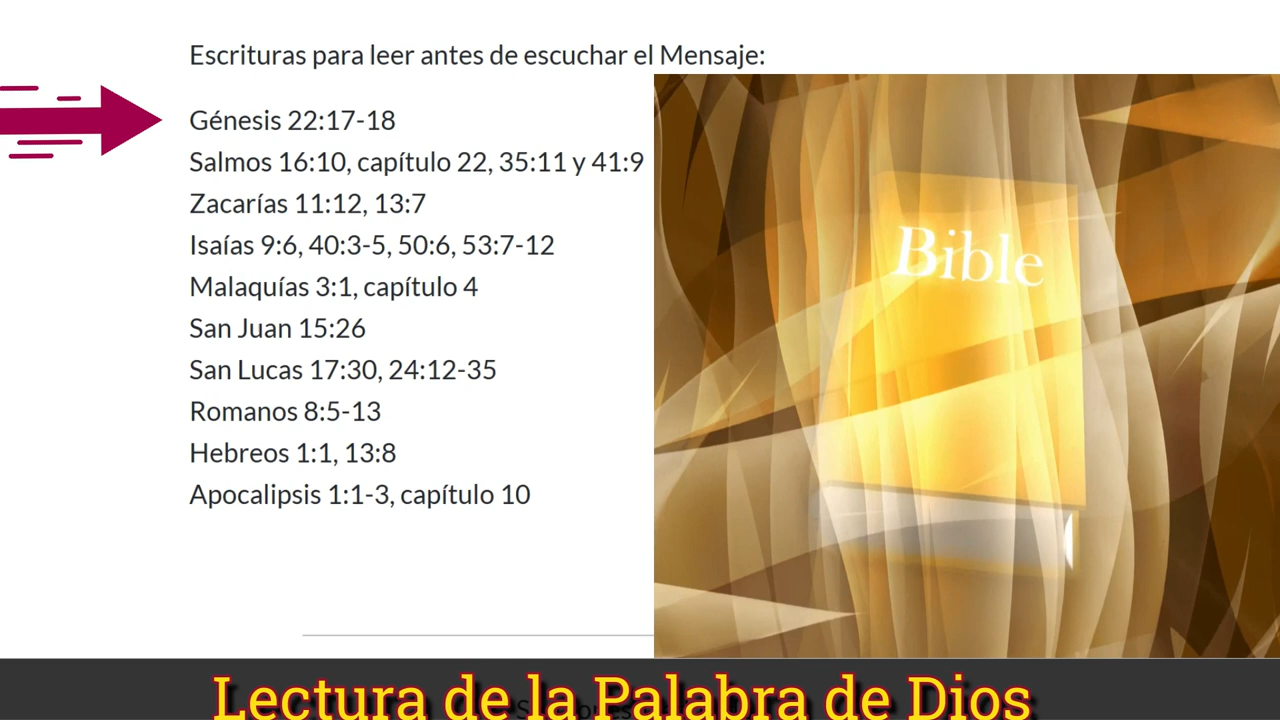 Escrituras para leer antes de escuchar el Mensaje:
Génesis 22:17-18
Salmos 16:10, capítulo 22, 35:11 y 41:9
Zacarías 11:12, 13:7
Isaías 9:6, 40:3-5, 50:6, 53:7-12
Malaquías 3:1, capítulo 4
San Juan 15:26
San Lucas 17:30, 24:12-35
Romanos 8:5-13
Hebreos 1:1, 13:8
Apocalipsis 1:1-3, capítulo 10
Bible
Lectura de la Palabra de Dios